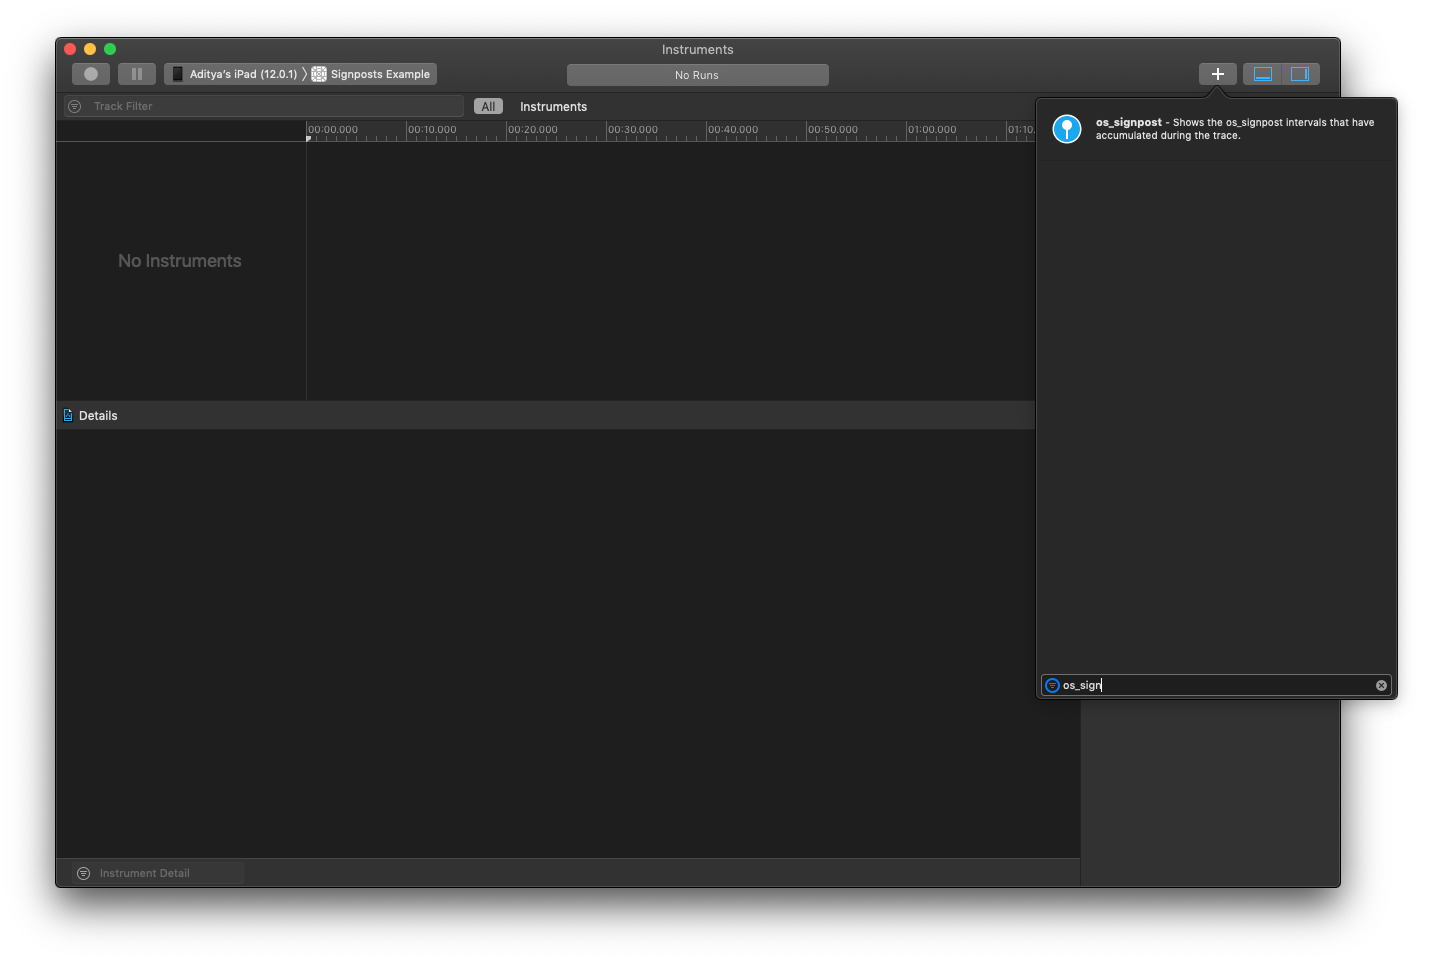 Instruments
Aditya's iPad (12.0.1) 〉 Signposts Example
No Runs
Track Filter
All Instruments
00:00.000 00:10.000 00:20.000 00:30.000 00:40.000 00:50.000 01:00.000 01:10.
os_signpost - Shows the os_signpost intervals that have
accumulated during the trace.
No Instruments
Details
os_sign
Instrument Detail